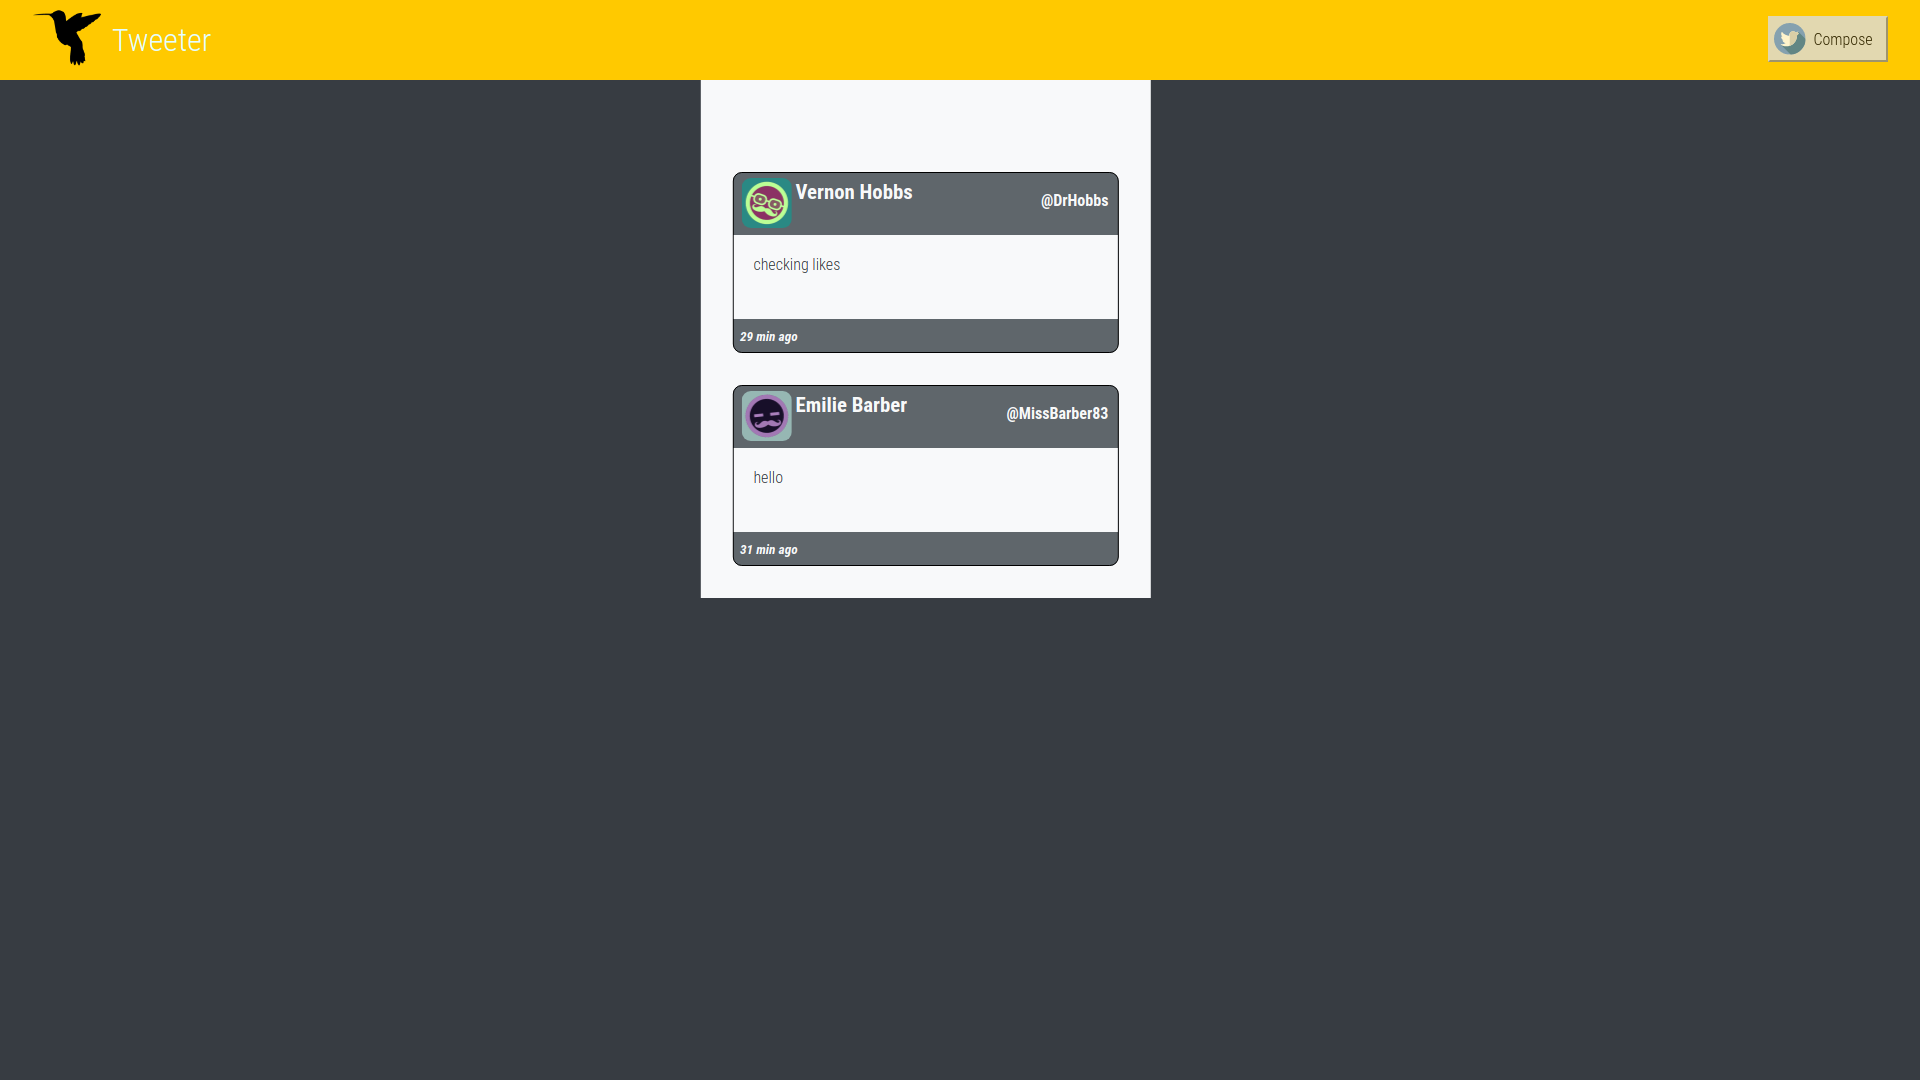 Tweeter
Compose
Vernon Hobbs
@DrHobbs
checking likes
29 min ago
Emilie Barber
@MissBarber83
hello
31 min ago